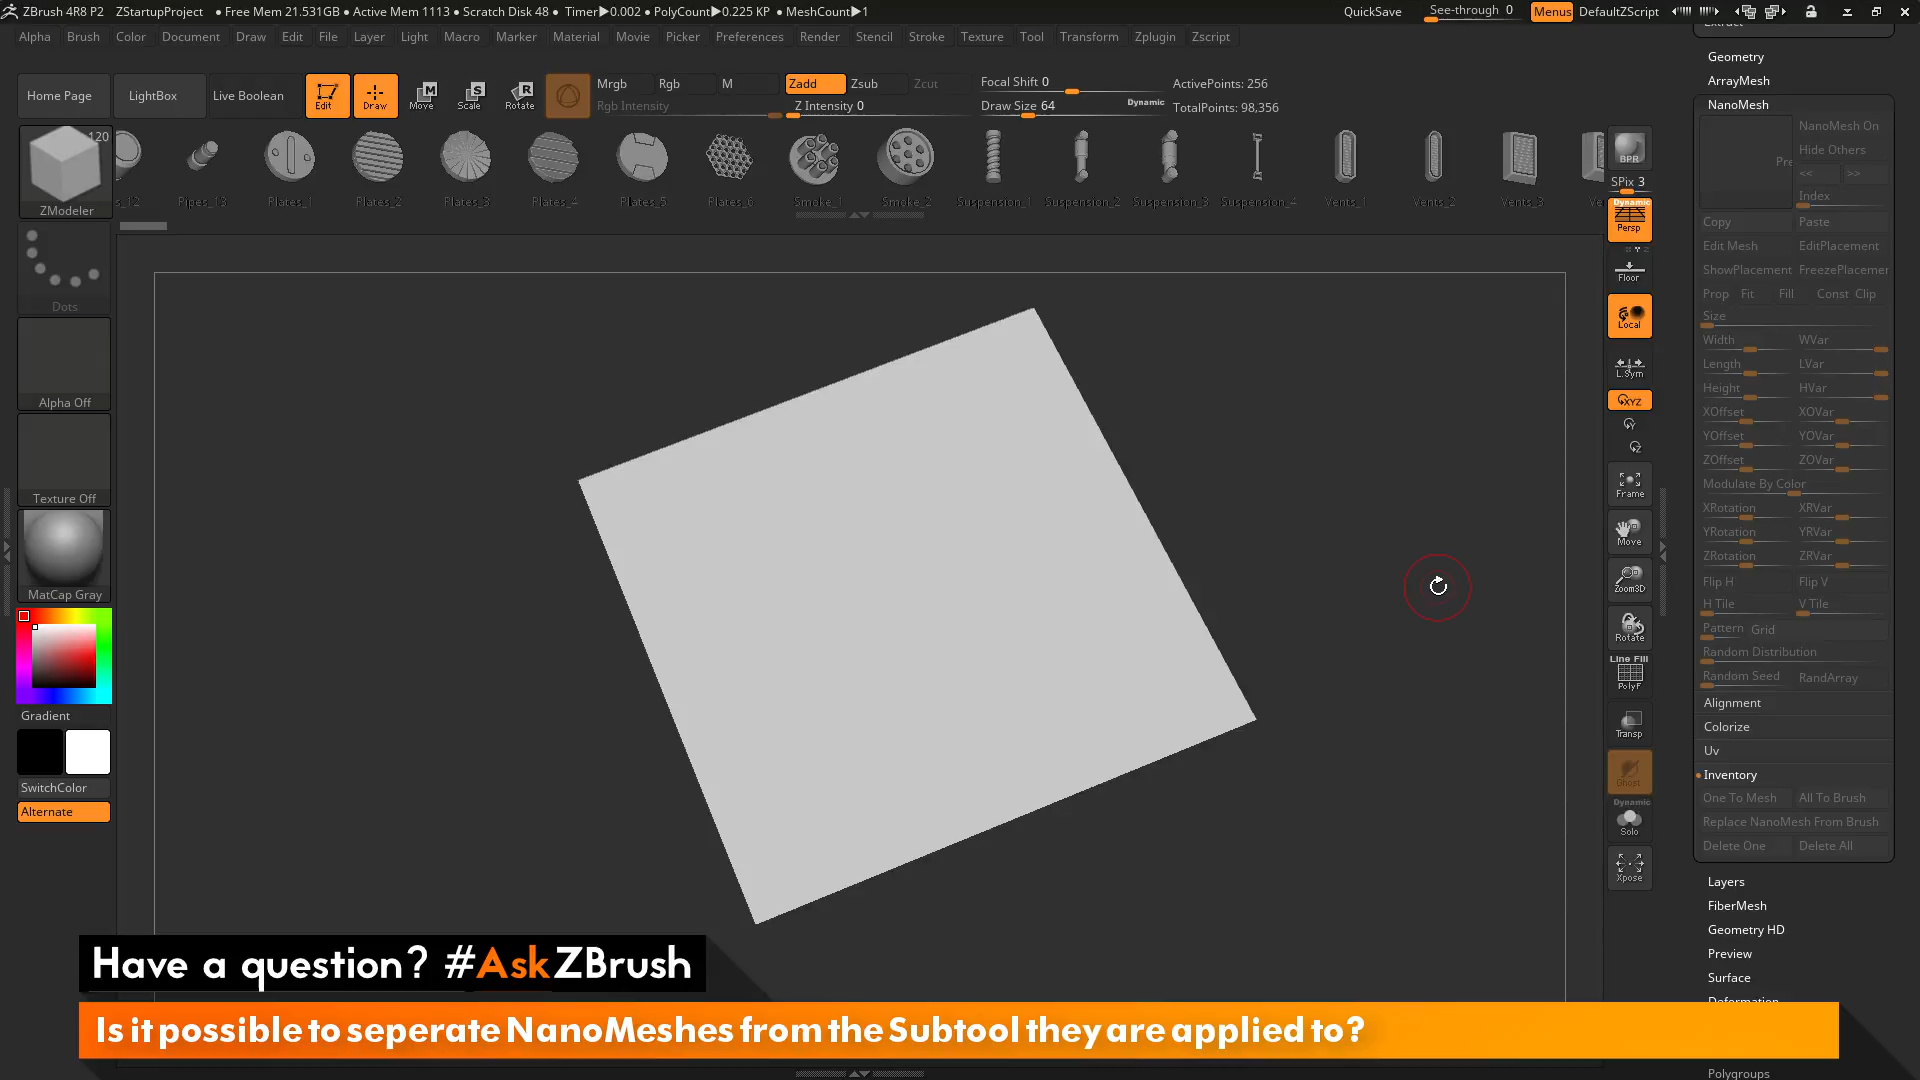 ZBrush 4R8 P2 ZStartupProject • Free Mem 21.531GB • Active Mem 1113 • Scratch Disk 48 • Timer▶0.002 • PolyCount▶0.225 KP • MeshCount▶1 QuickSave See-through 0 Menus DefaultZScript
Alpha Brush Color Document Draw Edit File Layer Light Macro Marker Material Movie Picker Preferences Render Stencil Stroke Texture Tool Transform Zplugin Zscript
Home Page LightBox Live Boolean Edit Draw Move Scale Rotate
Mrgb Rgb M Zadd Zsub Zcut Focal Shift 0 ActivePoints: 256
Rgb Intensity Z Intensity 0 Draw Size 64 Dynamic TotalPoints: 98,356
120
ZModeler
s_12 Pipes_13 Plates_1 Plates_2 Plates_3 Plates_4 Plates_5 Plates_6 Smoke_1 Smoke_2 Suspension_1 Suspension_2 Suspension_3 Suspension_4 Vents_1 Vents_2 Vents_3
Dots
Alpha Off
Texture Off
MatCap Gray
Gradient
SwitchColor
Alternate
BPR
SPix 3
Dynamic
Persp
Floor
Local
L.Sym
XYZ
Y
Z
Frame
Move
Zoom3D
Rotate
Line Fill
PolyF
Transp
Ghost
Dynamic
Solo
Xpose
Extract
Geometry
ArrayMesh
NanoMesh
NanoMesh On
Hide Others
Pre
<< >>
Index
Copy Paste
Edit Mesh EditPlacement
ShowPlacement FreezePlacemer
Prop Fit Fill Const Clip
Size
Width WVar
Length LVar
Height HVar
XOffset XOVar
YOffset YOVar
ZOffset ZOVar
Modulate By Color
XRotation XRVar
YRotation YRVar
ZRotation ZRVar
Flip H Flip V
H Tile V Tile
Pattern Grid
Random Distribution
Random Seed RandArray
Alignment
Colorize
Uv
Inventory
One To Mesh All To Brush
Replace NanoMesh From Brush
Delete One Delete All
Layers
FiberMesh
Geometry HD
Preview
Surface
Deformation
Polygroups
Have a question? #AskZBrush
Is it possible to seperate NanoMeshes from the Subtool they are applied to?